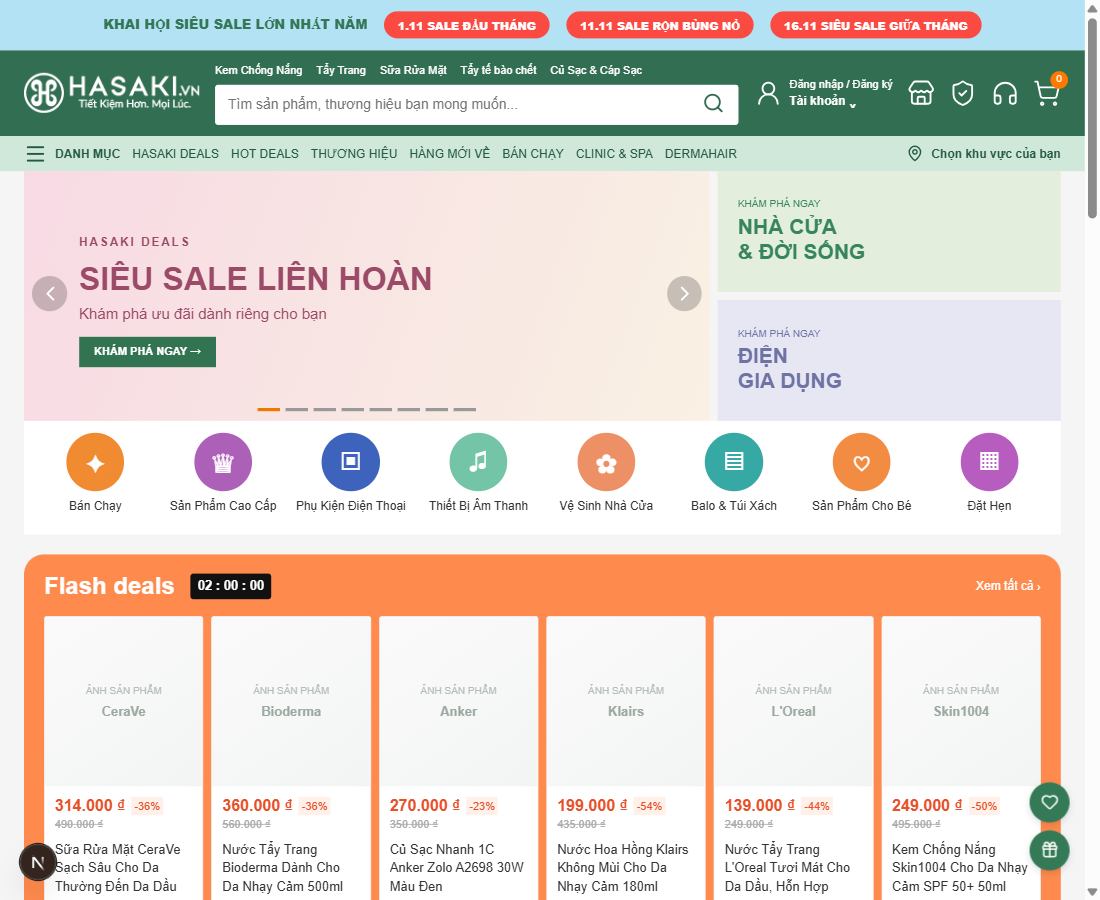 KHAI HỘI SIÊU SALE LỚN NHẤT NĂM
1.11 SALE ĐẦU THÁNG
11.11 SALE RỘN BÙNG NỔ
16.11 SIÊU SALE GIỮA THÁNG
HASAKI.VN
Tiết Kiệm Hơn. Mọi Lúc.
Kem Chống Nắng Tẩy Trang Sữa Rửa Mặt Tẩy tế bào chết Củ Sạc & Cáp Sạc
Tìm sản phẩm, thương hiệu bạn mong muốn...
Đăng nhập / Đăng ký
Tài khoản
0
DANH MỤC HASAKI DEALS HOT DEALS THƯƠNG HIỆU HÀNG MỚI VỀ BÁN CHẠY CLINIC & SPA DERMAHAIR
Chọn khu vực của bạn
HASAKI DEALS
SIÊU SALE LIÊN HOÀN
Khám phá ưu đãi dành riêng cho bạn
KHÁM PHÁ NGAY →
KHÁM PHÁ NGAY
NHÀ CỬA
& ĐỜI SỐNG
KHÁM PHÁ NGAY
ĐIỆN
GIA DỤNG
Bán Chạy
Sản Phẩm Cao Cấp
Phụ Kiện Điện Thoại
Thiết Bị Âm Thanh
Vệ Sinh Nhà Cửa
Balo & Túi Xách
Sản Phẩm Cho Bé
Đặt Hẹn
Flash deals
02 : 00 : 00
Xem tất cả ›
ẢNH SẢN PHẨM
CeraVe
314.000 ₫ -36%
490.000 ₫
Sữa Rửa Mặt CeraVe
Sạch Sâu Cho Da
Thường Đến Da Dầu
ẢNH SẢN PHẨM
Bioderma
360.000 ₫ -36%
560.000 ₫
Nước Tẩy Trang
Bioderma Dành Cho
Da Nhạy Cảm 500ml
ẢNH SẢN PHẨM
Anker
270.000 ₫ -23%
350.000 ₫
Củ Sạc Nhanh 1C
Anker Zolo A2698 30W
Màu Đen
ẢNH SẢN PHẨM
Klairs
199.000 ₫ -54%
435.000 ₫
Nước Hoa Hồng Klairs
Không Mùi Cho Da
Nhạy Cảm 180ml
ẢNH SẢN PHẨM
L'Oreal
139.000 ₫ -44%
249.000 ₫
Nước Tẩy Trang
L'Oreal Tươi Mát Cho
Da Dầu, Hỗn Hợp
ẢNH SẢN PHẨM
Skin1004
249.000 ₫ -50%
495.000 ₫
Kem Chống Nắng
Skin1004 Cho Da Nhạy
Cảm SPF 50+ 50ml
N